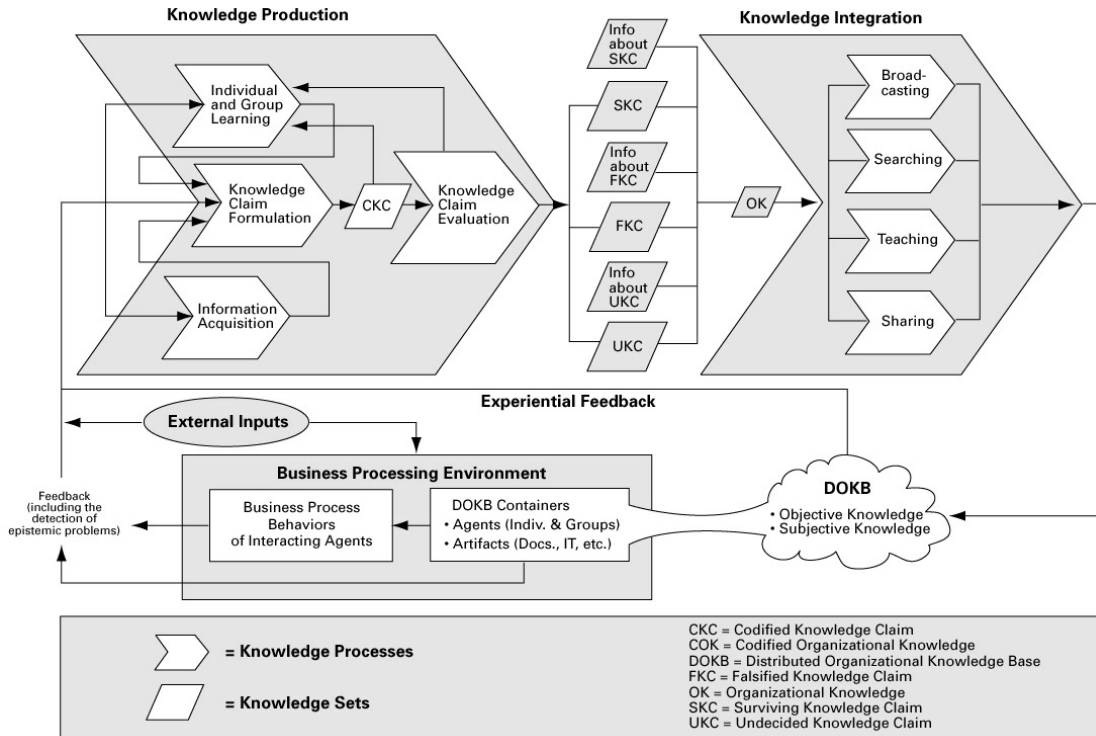 Knowledge Production
Knowledge Integration
Individual
and Group
Learning
Knowledge
Claim
Formulation
CKC
Knowledge
Claim
Evaluation
Information
Acquisition
Info
about
SKC
SKC
Info
about
FKC
FKC
Info
about
UKC
UKC
OK
Broad-
casting
Searching
Teaching
Sharing
Experiential Feedback
External Inputs
Business Processing Environment
Feedback
(including the
detection of
epistemic problems)
Business Process
Behaviors
of Interacting Agents
DOKB Containers
• Agents (Indiv. & Groups)
• Artifacts (Docs., IT, etc.)
DOKB
• Objective Knowledge
• Subjective Knowledge
= Knowledge Processes
= Knowledge Sets
CKC = Codified Knowledge Claim
COK = Codified Organizational Knowledge
DOKB = Distributed Organizational Knowledge Base
FKC = Falsified Knowledge Claim
OK = Organizational Knowledge
SKC = Surviving Knowledge Claim
UKC = Undecided Knowledge Claim